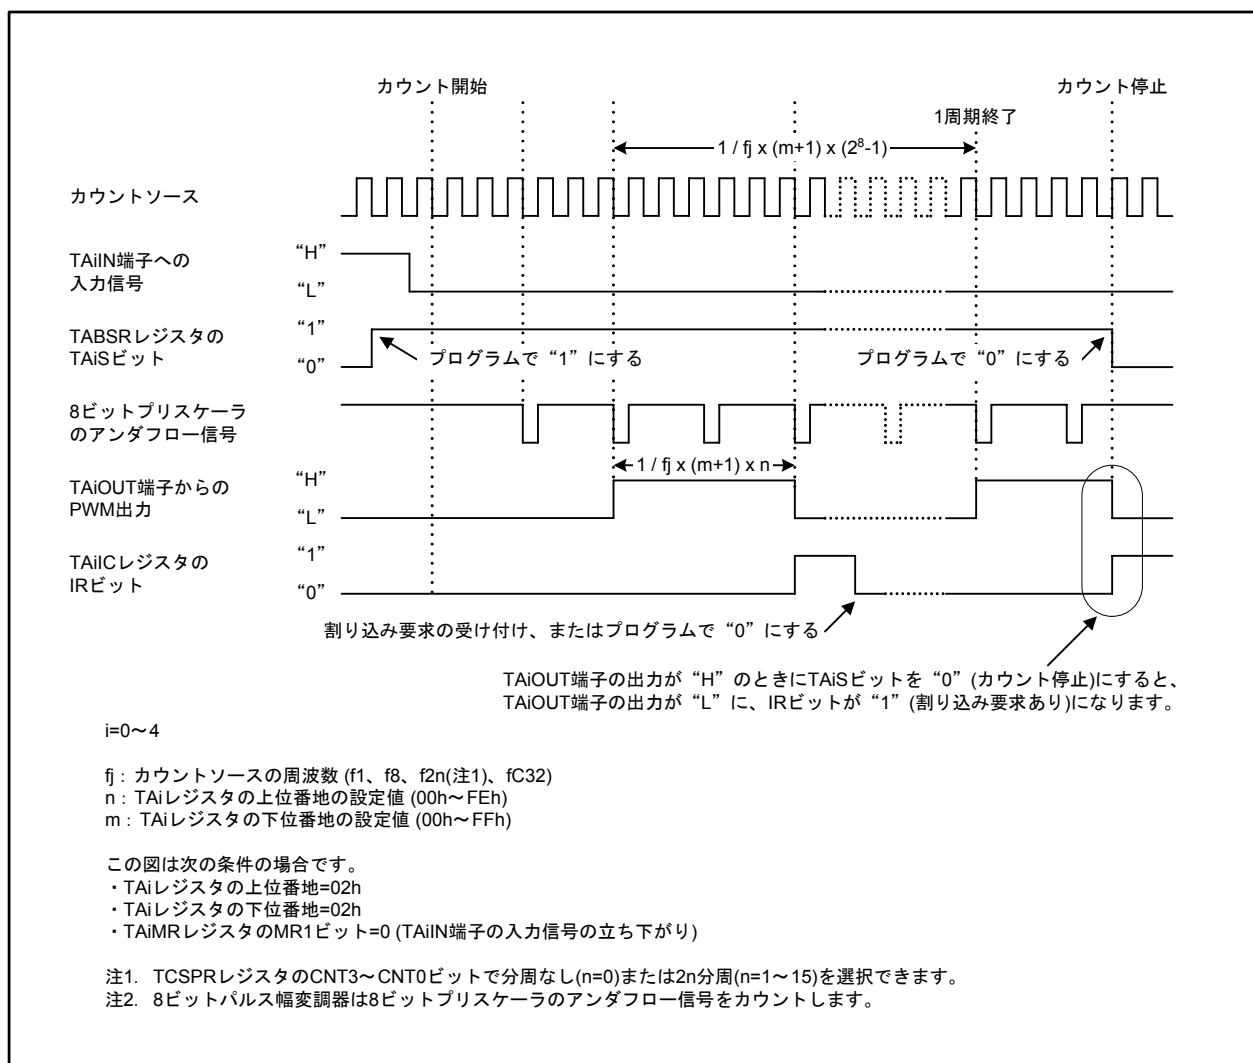 カウント開始
カウント停止
1周期終了
1 / fj x (m+1) x (2⁸-1)
カウントソース
TAiIN端子への
入力信号
“H”
“L”
TABSRレジスタの
TAiSビット
“1”
“0”
プログラムで“1”にする
プログラムで“0”にする
8ビットプリスケーラ
のアンダフロー信号
1 / fj x (m+1) x n
TAiOUT端子からの
PWM出力
“H”
“L”
TAiICレジスタの
IRビット
“1”
“0”
割り込み要求の受け付け、またはプログラムで“0”にする
TAiOUT端子の出力が“H”のときにTAiSビットを“0”(カウント停止)にすると、
TAiOUT端子の出力が“L”に、IRビットが“1”(割り込み要求あり)になります。
i=0～4
fj : カウントソースの周波数 (f1、f8、f2n(注1)、fC32)
n : TAiレジスタの上位番地の設定値 (00h～FEh)
m : TAiレジスタの下位番地の設定値 (00h～FFh)
この図は次の条件の場合です。
・TAiレジスタの上位番地=02h
・TAiレジスタの下位番地=02h
・TAiMRレジスタのMR1ビット=0 (TAiIN端子の入力信号の立ち下がり)
注1. TCSPRレジスタのCNT3～CNT0ビットで分周なし(n=0)または2n分周(n=1～15)を選択できます。
注2. 8ビットパルス幅変調器は8ビットプリスケーラのアンダフロー信号をカウントします。